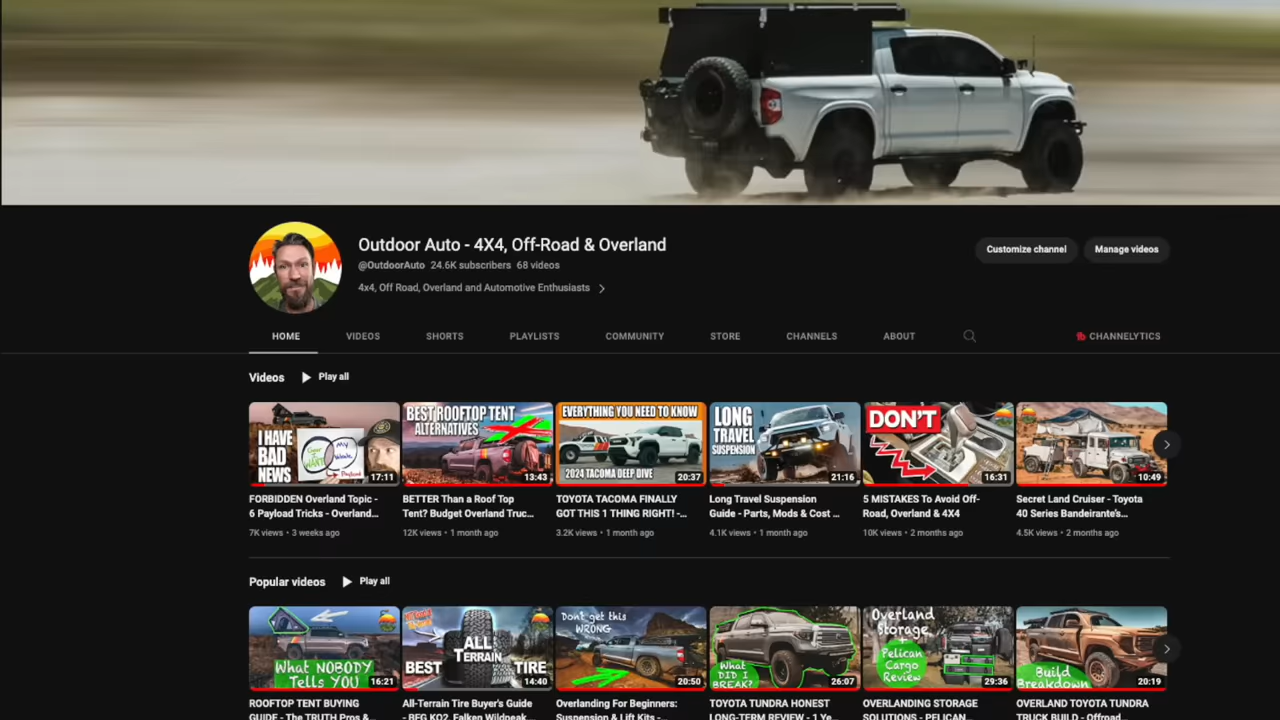 Outdoor Auto - 4X4, Off-Road & Overland
Customize channel
Manage videos
@OutdoorAuto 24.6K subscribers 68 videos
4x4, Off Road, Overland and Automotive Enthusiasts
HOME VIDEOS SHORTS PLAYLISTS COMMUNITY STORE CHANNELS ABOUT CHANNELYTICS
Videos Play all
I HAVE
BAD
NEWS
MY
17:11
BEST ROOFTOP TENT
ALTERNATIVES
13:43
EVERYTHING YOU NEED TO KNOW
2024 TACOMA DEEP DIVE
20:37
LONG
TRAVEL
SUSPENSION
21:16
DON'T
16:31
10:49
FORBIDDEN Overland Topic -
6 Payload Tricks - Overland...
7K views • 3 weeks ago
BETTER Than a Roof Top
Tent? Budget Overland Truc...
12K views • 1 month ago
TOYOTA TACOMA FINALLY
GOT THIS 1 THING RIGHT! -...
3.2K views • 1 month ago
Long Travel Suspension
Guide - Parts, Mods & Cost ...
4.1K views • 1 month ago
5 MISTAKES To Avoid Off-
Road, Overland & 4X4
10K views • 2 months ago
Secret Land Cruiser - Toyota
40 Series Bandeirante's...
4.5K views • 2 months ago
Popular videos Play all
What NOBODY
Tells YOU
16:21
ALL
TERRAIN
BEST TIRE
14:40
Don't get this
WRONG
20:50
What
DID I
BREAK?
26:07
Overland
Storage
+
Pelican
Cargo
Review
29:36
Build
Breakdown
20:19
ROOFTOP TENT BUYING
GUIDE - The TRUTH Pros &
All-Terrain Tire Buyer's Guide
- BFG KO2, Falken Wildpeak
Overlanding For Beginners:
Suspension & Lift Kits -
TOYOTA TUNDRA HONEST
LONG-TERM REVIEW - 1 Ye
OVERLANDING STORAGE
SOLUTIONS - PELICAN
OVERLAND TOYOTA TUNDRA
TRUCK BUILD - Offroad